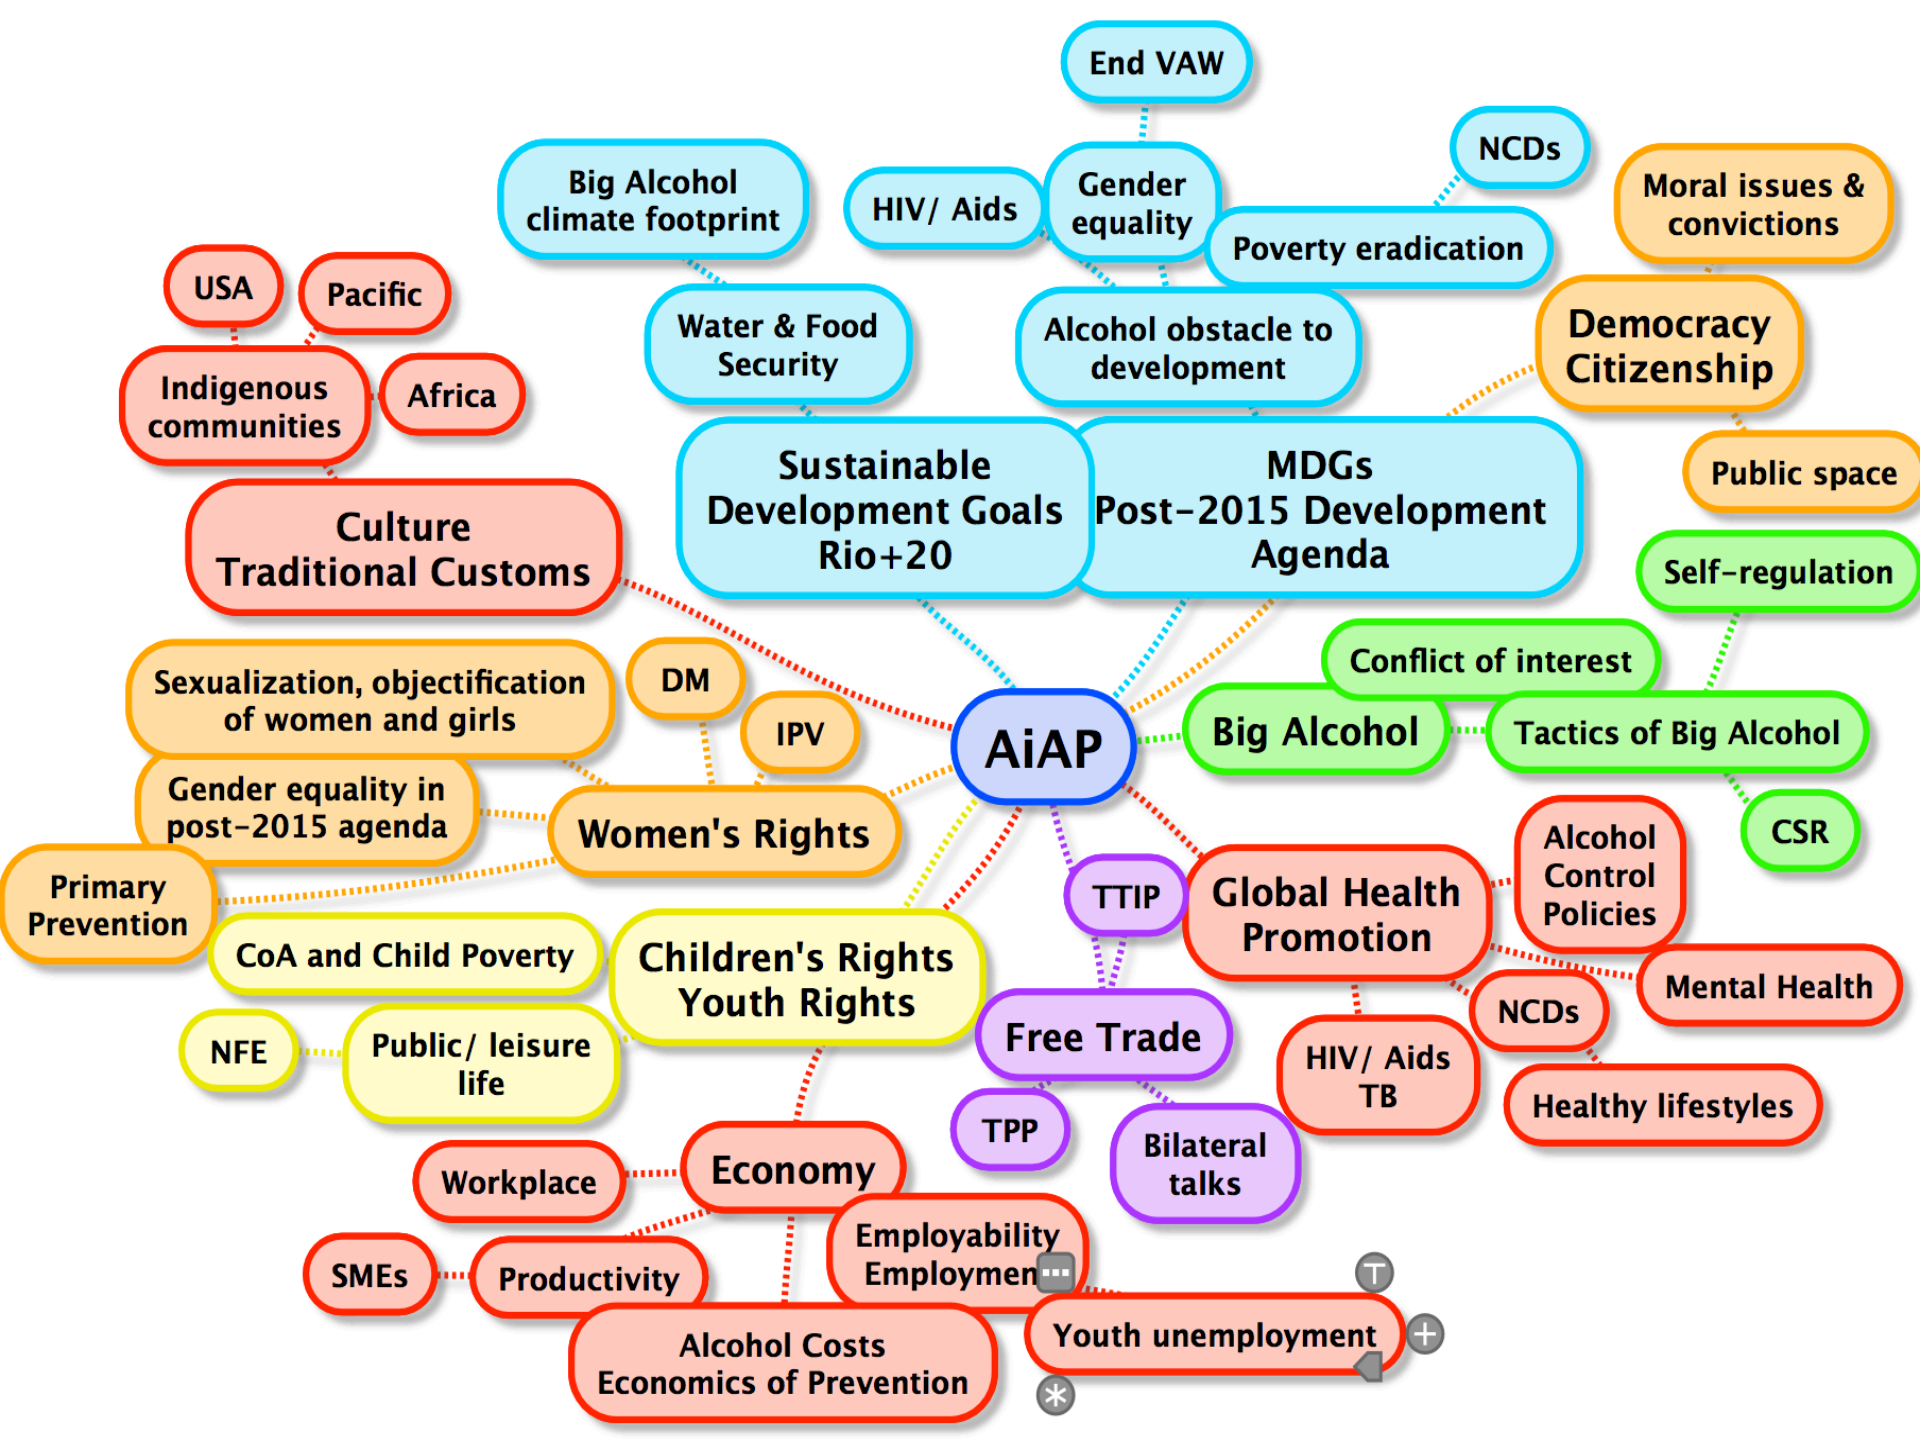 End VAW
NCDs
Big Alcohol
climate footprint
HIV/ Aids
Gender
equality
Poverty eradication
Moral issues &
convictions
USA
Pacific
Indigenous
communities
Africa
Water & Food
Security
Alcohol obstacle to
development
Democracy
Citizenship
Public space
Culture
Traditional Customs
Sustainable
Development Goals
Rio+20
MDGs
Post-2015 Development
Agenda
Self-regulation
Conflict of interest
Big Alcohol
Tactics of Big Alcohol
CSR
Sexualization, objectification
of women and girls
DM
IPV
AiAP
Gender equality in
post-2015 agenda
Women's Rights
Primary
Prevention
CoA and Child Poverty
Children's Rights
Youth Rights
NFE
Public/ leisure
life
TTIP
Free Trade
TPP
Bilateral
talks
Global Health
Promotion
Alcohol
Control
Policies
Mental Health
NCDs
HIV/ Aids
TB
Healthy lifestyles
Economy
Workplace
SMEs
Productivity
Employability
Employmen
Alcohol Costs
Economics of Prevention
Youth unemployment
T